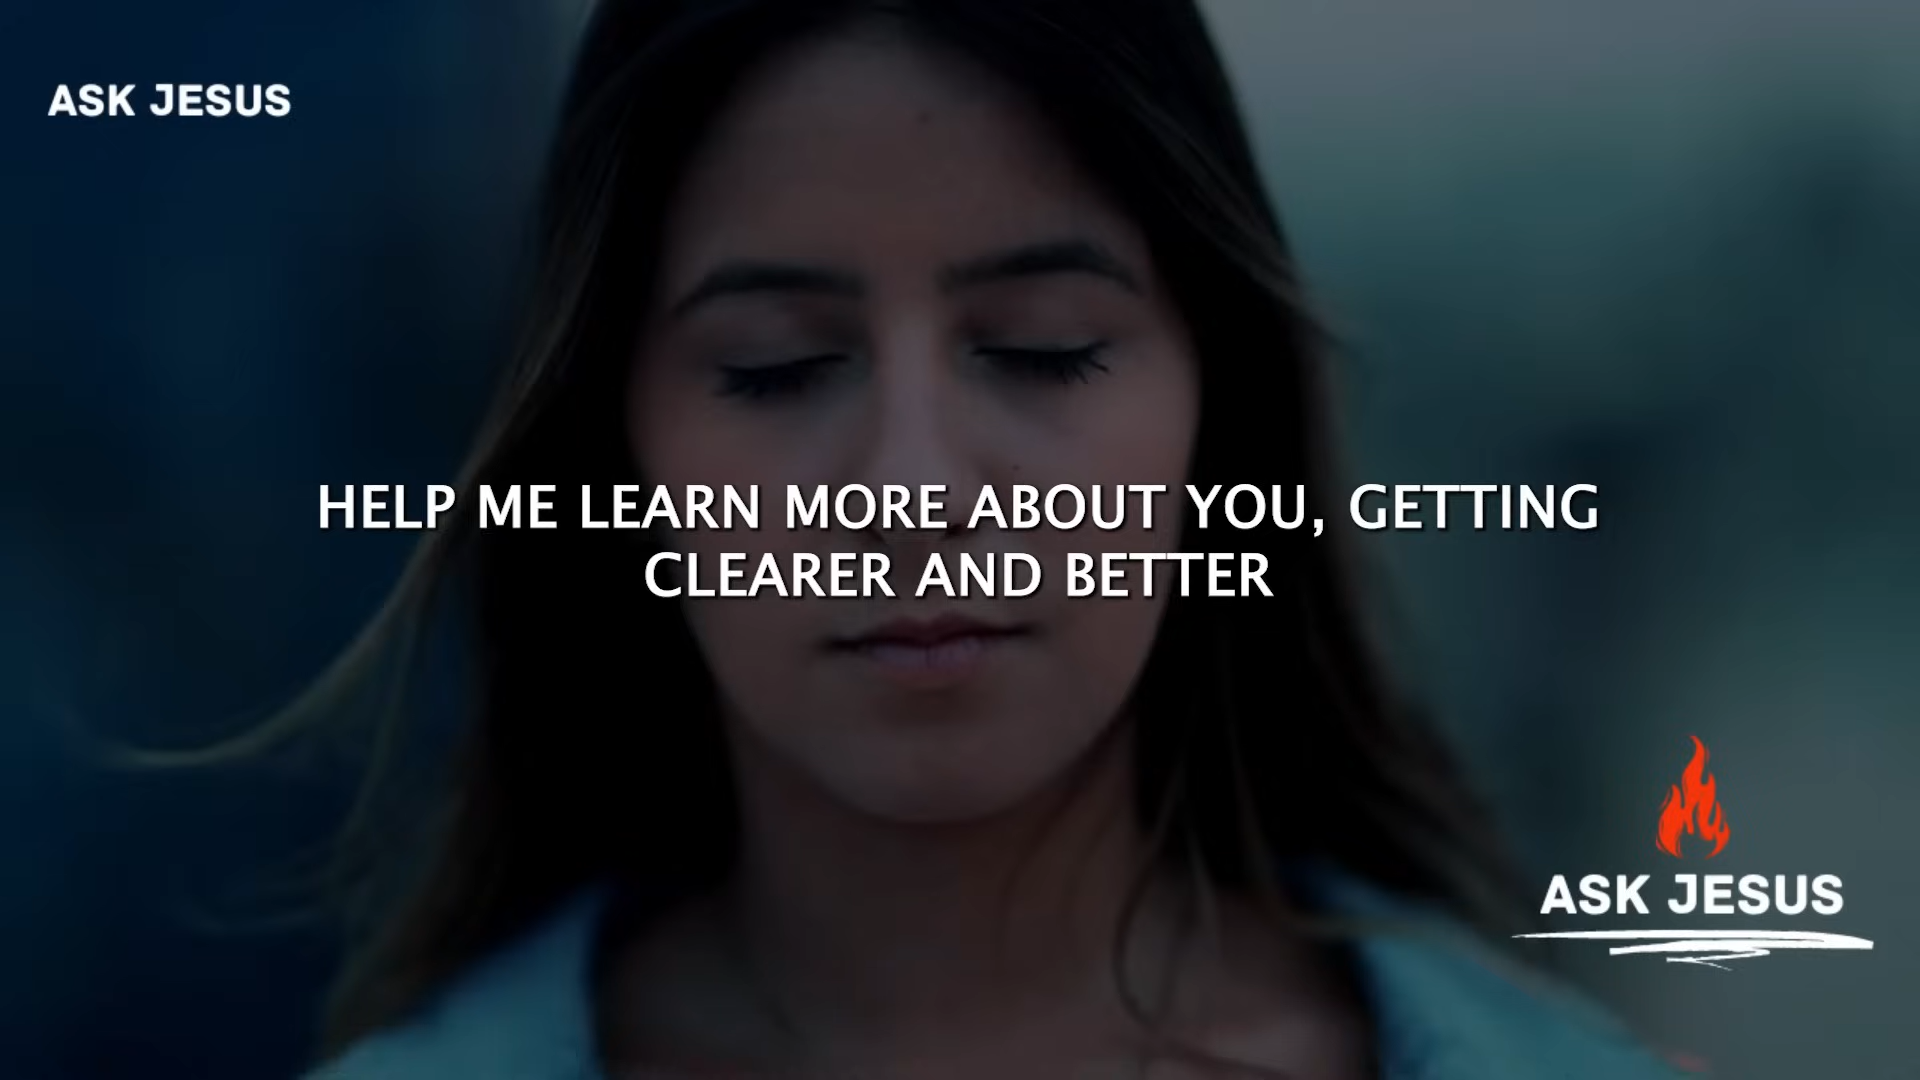 ASK JESUS
HELP ME LEARN MORE ABOUT YOU, GETTING
CLEARER AND BETTER
ASK JESUS